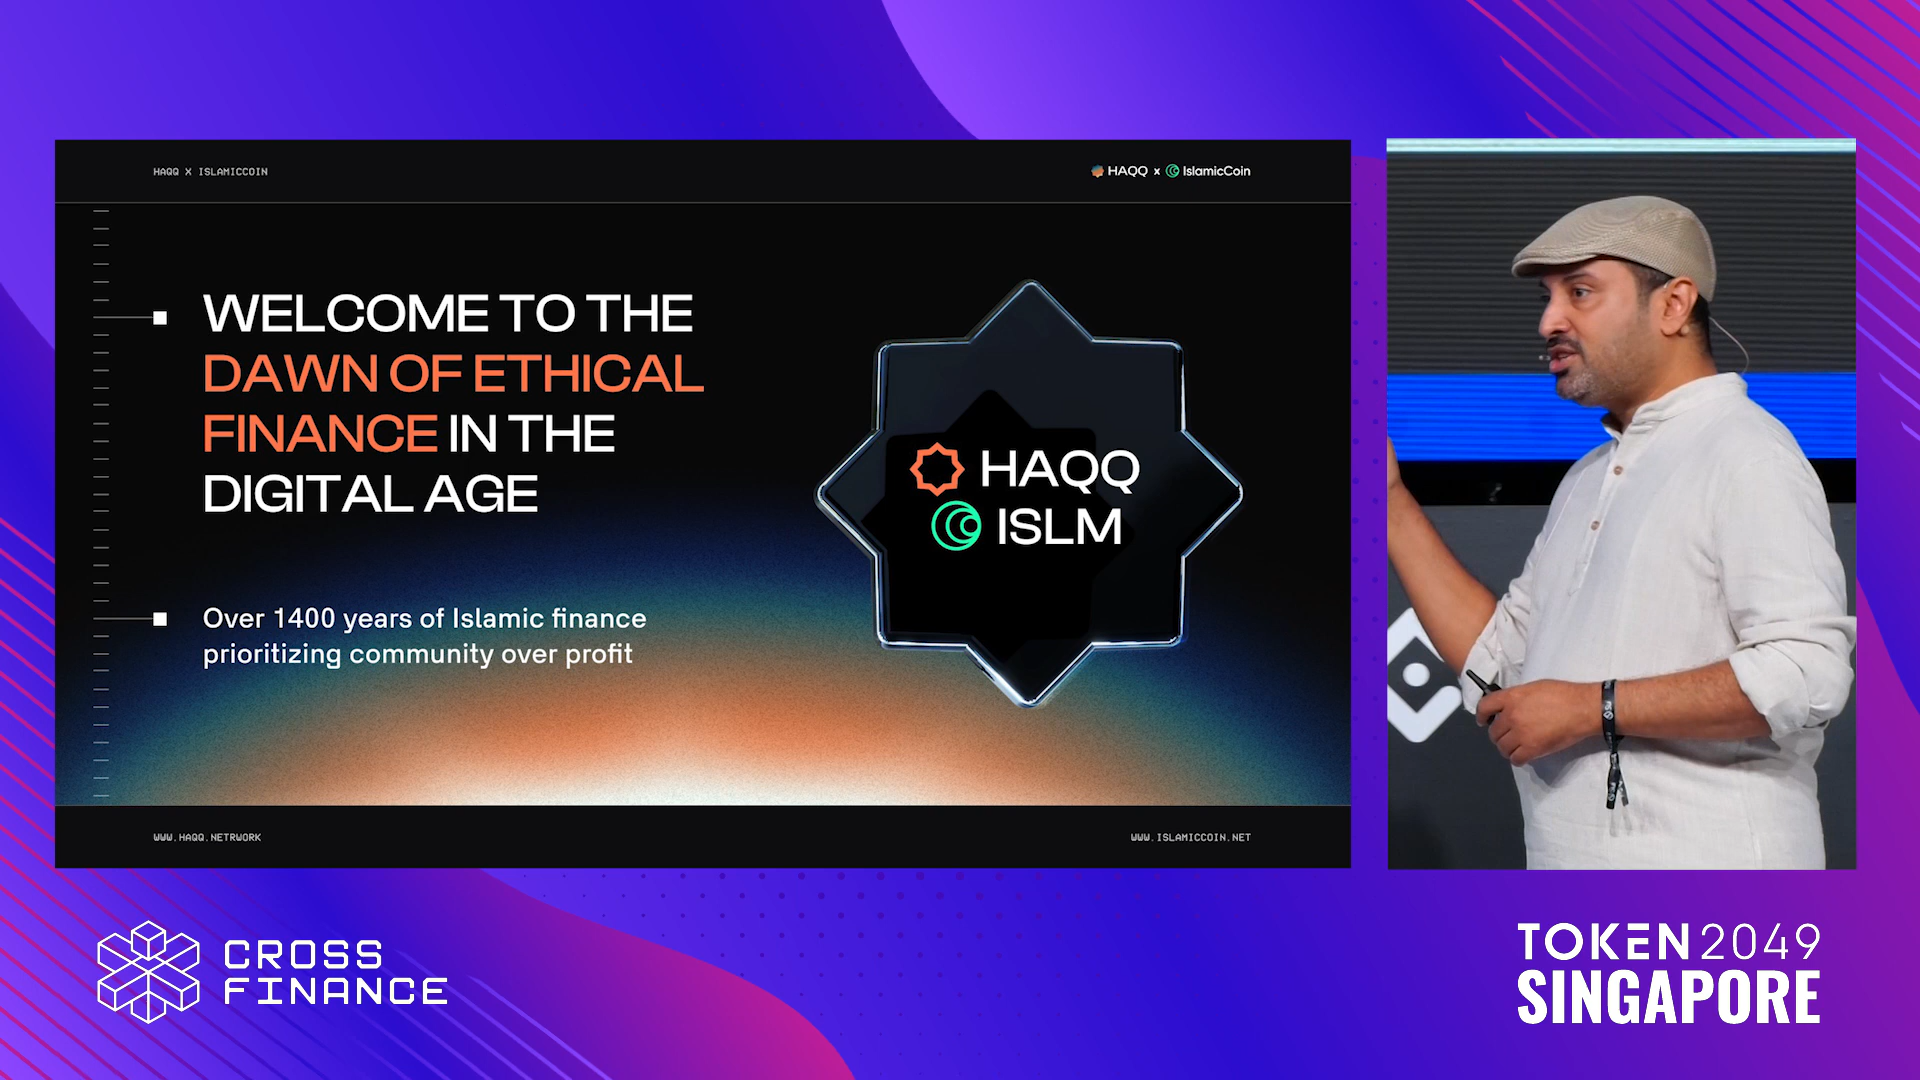 HAQQ X ISLAMICCOIN
HAQQ x IslamicCoin
WELCOME TO THE
DAWN OF ETHICAL
FINANCE IN THE
DIGITAL AGE
Over 1400 years of Islamic finance
prioritizing community over profit
HAQQ
ISLM
WWW.HAQQ.NETRWORK
WWW.ISLAMICCOIN.NET
CROSS
FINANCE
TOKEN2049
SINGAPORE